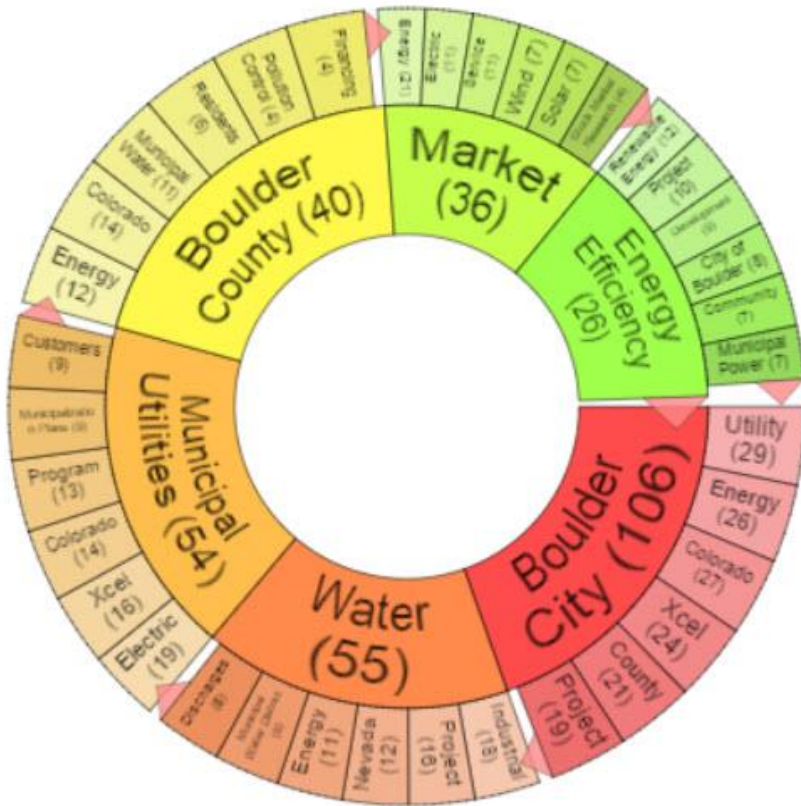 Boulder
City (106)
Utility
(29)
Energy
(26)
Colorado
(27)
Xcel
(24)
County
(21)
Project
(19)
Water
(55)
Industrial
(18)
Project
(16)
Nevada
(12)
Energy
(11)
Discharges
Municipal
Utilities (54)
Electric
(19)
Xcel
(16)
Colorado
(14)
Program
(13)
Customers
(9)
Boulder
County (40)
Energy
(12)
Colorado
(14)
Municipal
Water (11)
Residents
Pollution
Control (4)
Financing
(4)
Market
(36)
Energy (21)
Electric
(11)
Service
(11)
Wind (7)
Solar (7)
Energy
Efficiency
(26)
Renewable
Energy (12)
Project
(10)
Development
City of
Boulder (8)
Community
(7)
Municipal
Power (7)